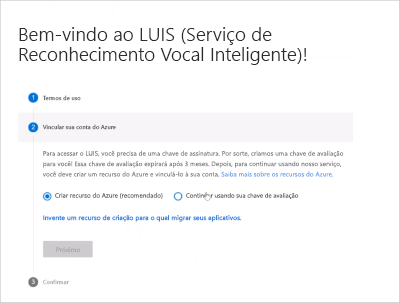 Bem-vindo ao LUIS (Serviço de
Reconhecimento Vocal Inteligente)!
1 Termos de uso
2 Vincular sua conta do Azure
Para acessar o LUIS, você precisa de uma chave de assinatura. Por sorte, criamos uma chave de avaliação
para você! Essa chave de avaliação expirará após 3 meses. Depois, para continuar usando nosso serviço,
você deve criar um recurso do Azure e vinculá-lo à sua conta. Saiba mais sobre os recursos do Azure.
Criar recurso do Azure (recomendado) Continuar usando sua chave de avaliação
Invente um recurso de criação para o qual migrar seus aplicativos.
Próximo
3 Confirmar